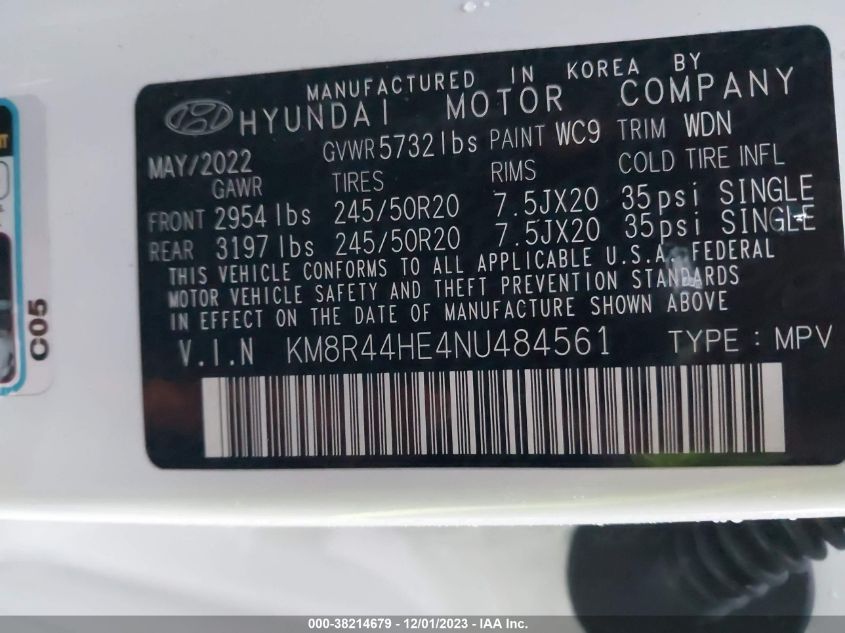 MANUFACTURED IN KOREA BY
HYUNDAI MOTOR COMPANY
MAY/2022 GVWR 5732lbs PAINT WC9 TRIM WDN
GAWR TIRES RIMS COLD TIRE INFL
FRONT 2954 lbs 245/50R20 7.5JX20 35psi SINGLE
REAR 3197 lbs 245/50R20 7.5JX20 35psi SINGLE
THIS VEHICLE CONFORMS TO ALL APPLICABLE U.S.A. FEDERAL
MOTOR VEHICLE SAFETY AND THEFT PREVENTION STANDARDS
IN EFFECT ON THE DATE OF MANUFACTURE SHOWN ABOVE
V.I.N KM8R44HE4NU484561 TYPE: MPV
C05
000-38214679 - 12/01/2023 - IAA Inc.